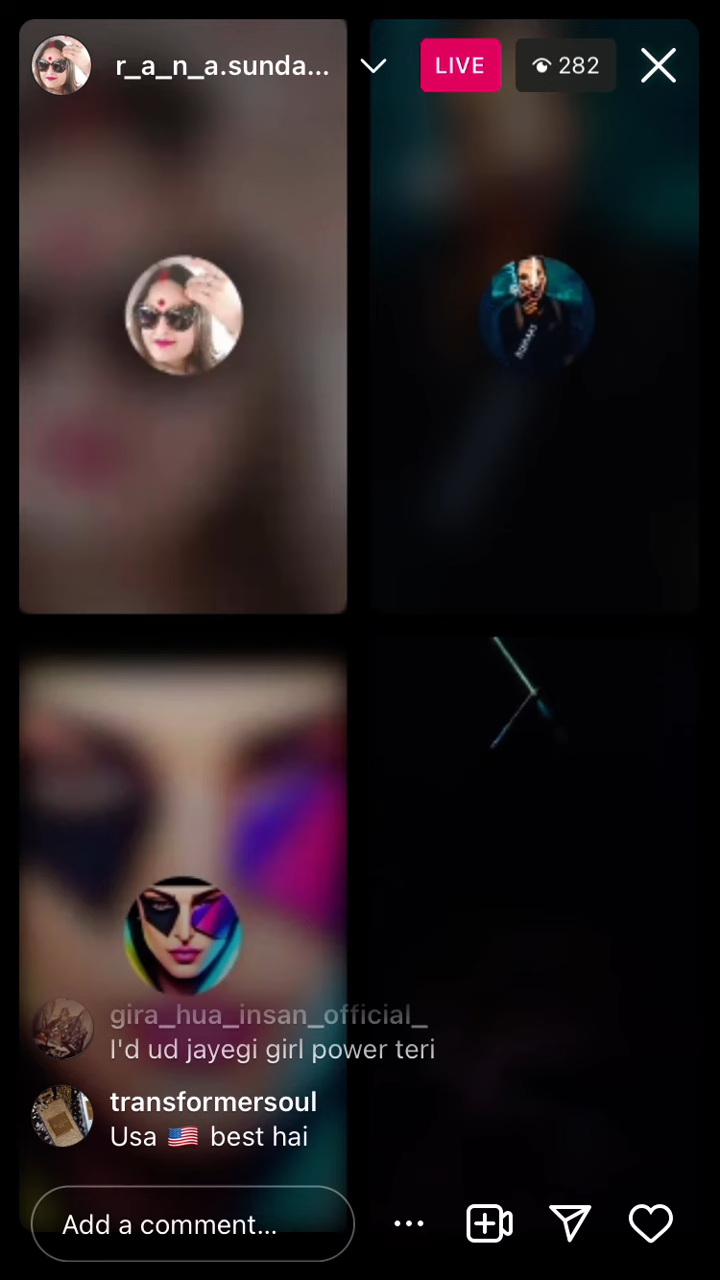 r_a_n_a.sunda...
LIVE
282
gira_hua_insan_official_
I'd ud jayegi girl power teri
transformersoul
Usa 🇺🇸 best hai
Add a comment...